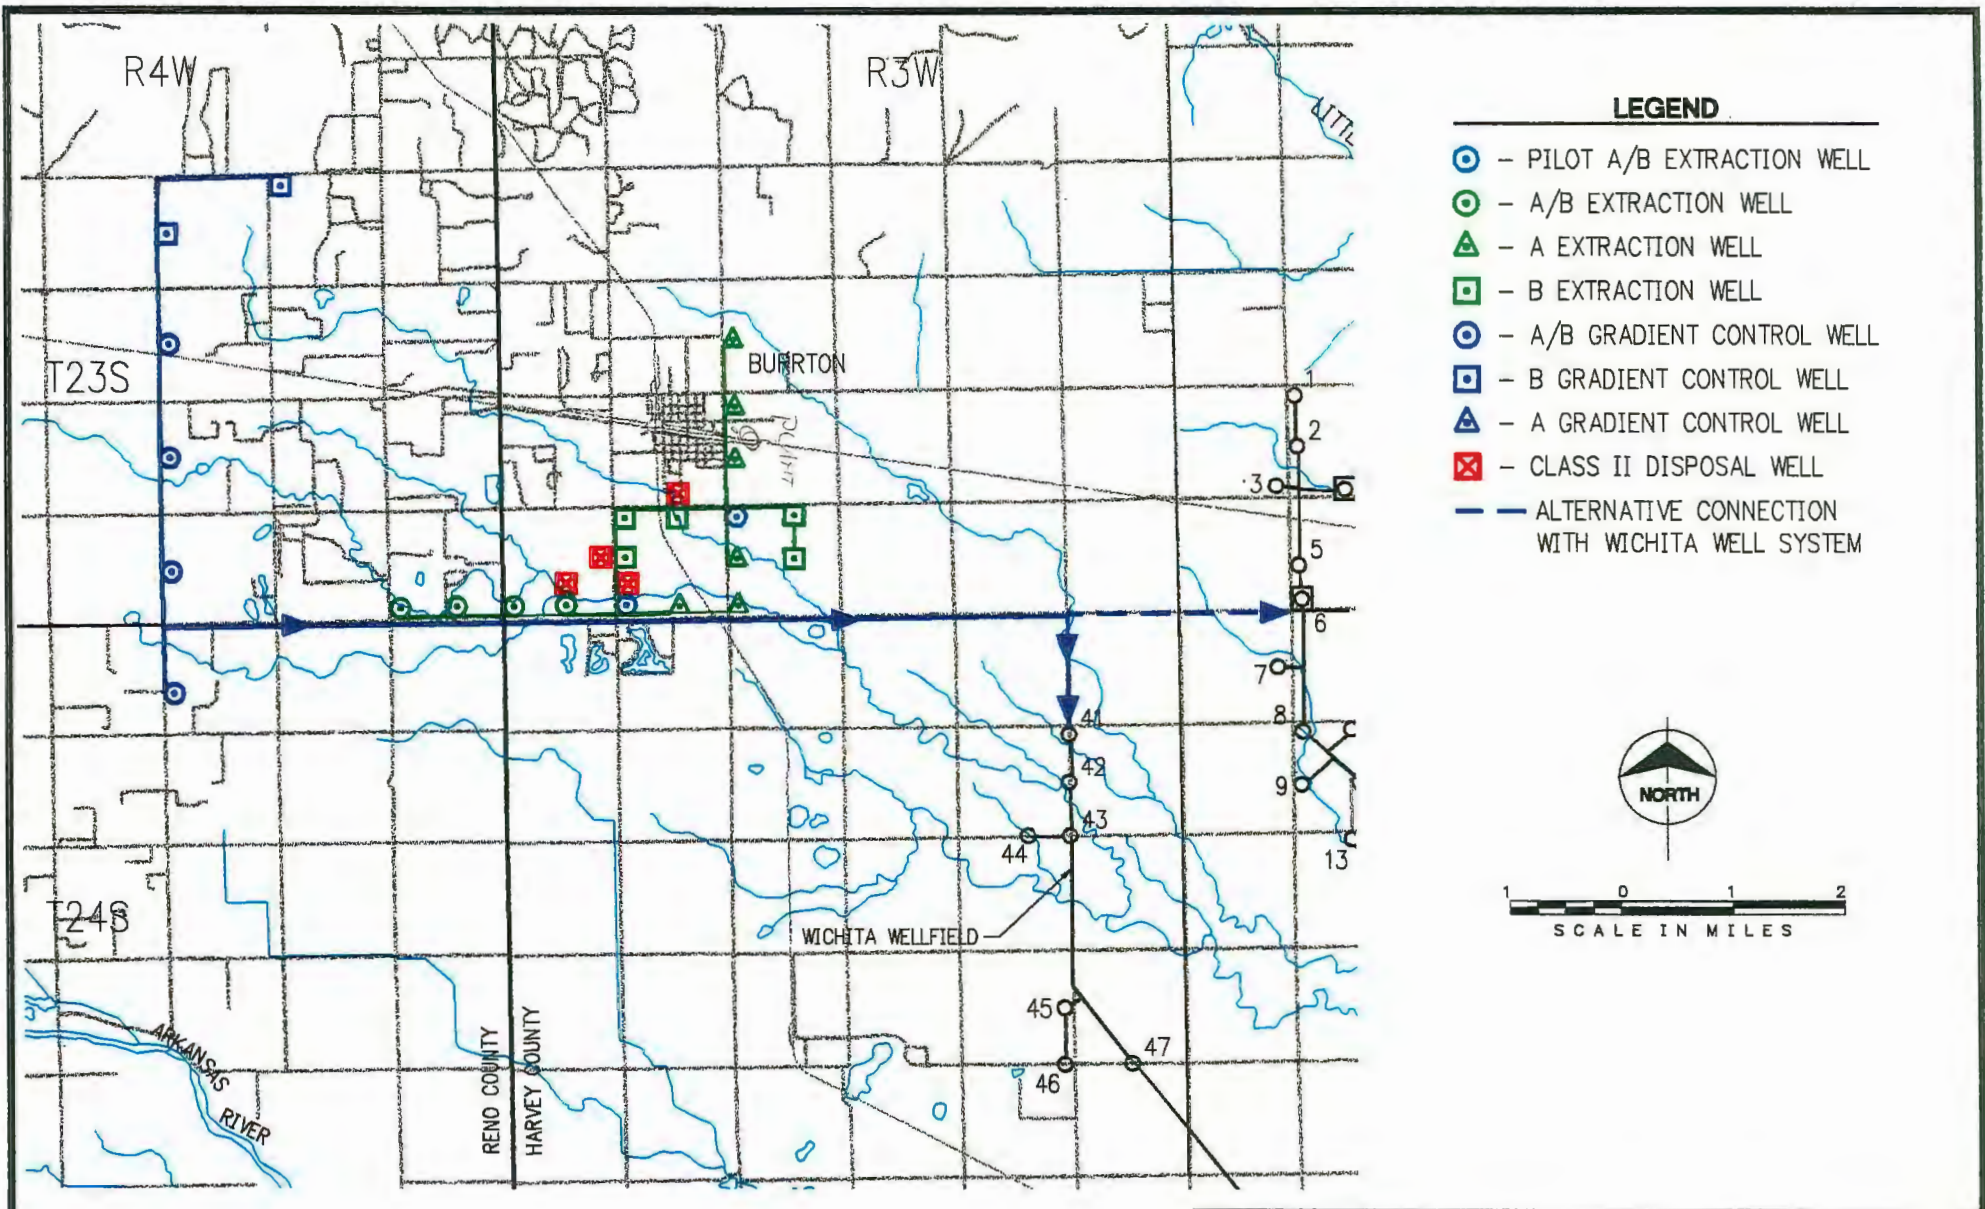 R4W
R3W
BURRTON
T23S
1
2
3
5
6
7
8
9
13
41
42
43
44
WICHITA WELLFIELD
T24S
45
46
47
ARKANSAS
RIVER
RENO COUNTY
HARVEY COUNTY
LEGEND
- PILOT A/B EXTRACTION WELL
- A/B EXTRACTION WELL
- A EXTRACTION WELL
- B EXTRACTION WELL
- A/B GRADIENT CONTROL WELL
- B GRADIENT CONTROL WELL
- A GRADIENT CONTROL WELL
- CLASS II DISPOSAL WELL
ALTERNATIVE CONNECTION
WITH WICHITA WELL SYSTEM
NORTH
1 0 1 2
SCALE IN MILES